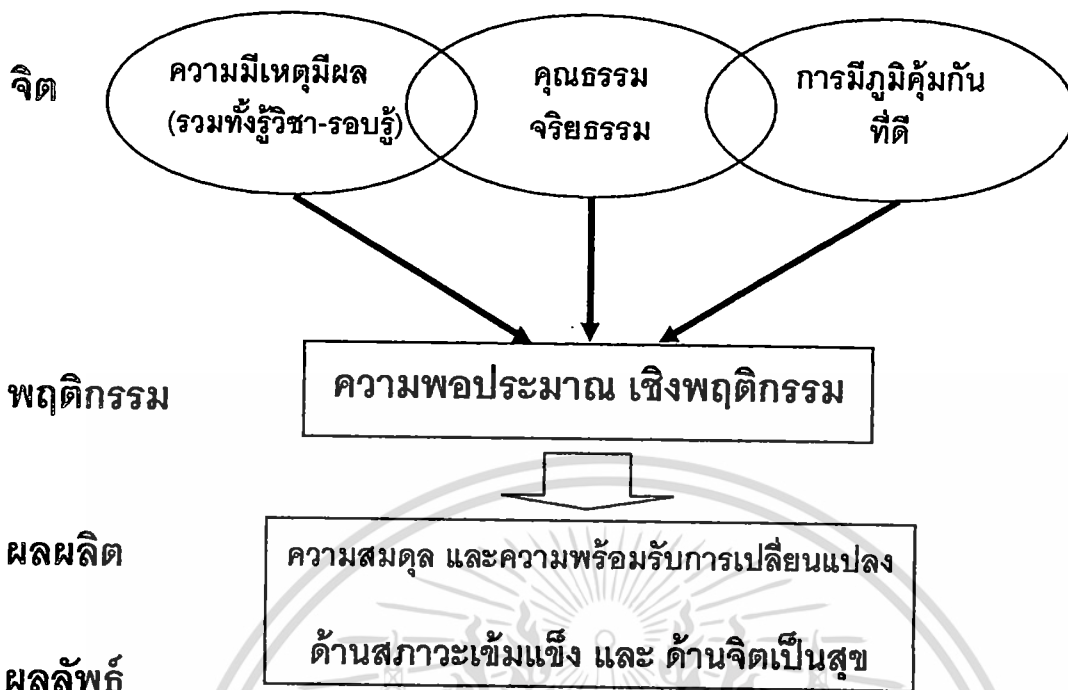 จิต
ความมีเหตุมีผล
(รวมทั้งรู้วิชา-รอบรู้)
คุณธรรม
จริยธรรม
การมีภูมิคุ้มกัน
ที่ดี
พฤติกรรม
ความพอประมาณ เชิงพฤติกรรม
ผลผลิต
ความสมดุล และความพร้อมรับการเปลี่ยนแปลง
ผลลัพธ์
ด้านสภาวะเข้มแข็ง และ ด้านจิตเป็นสุข